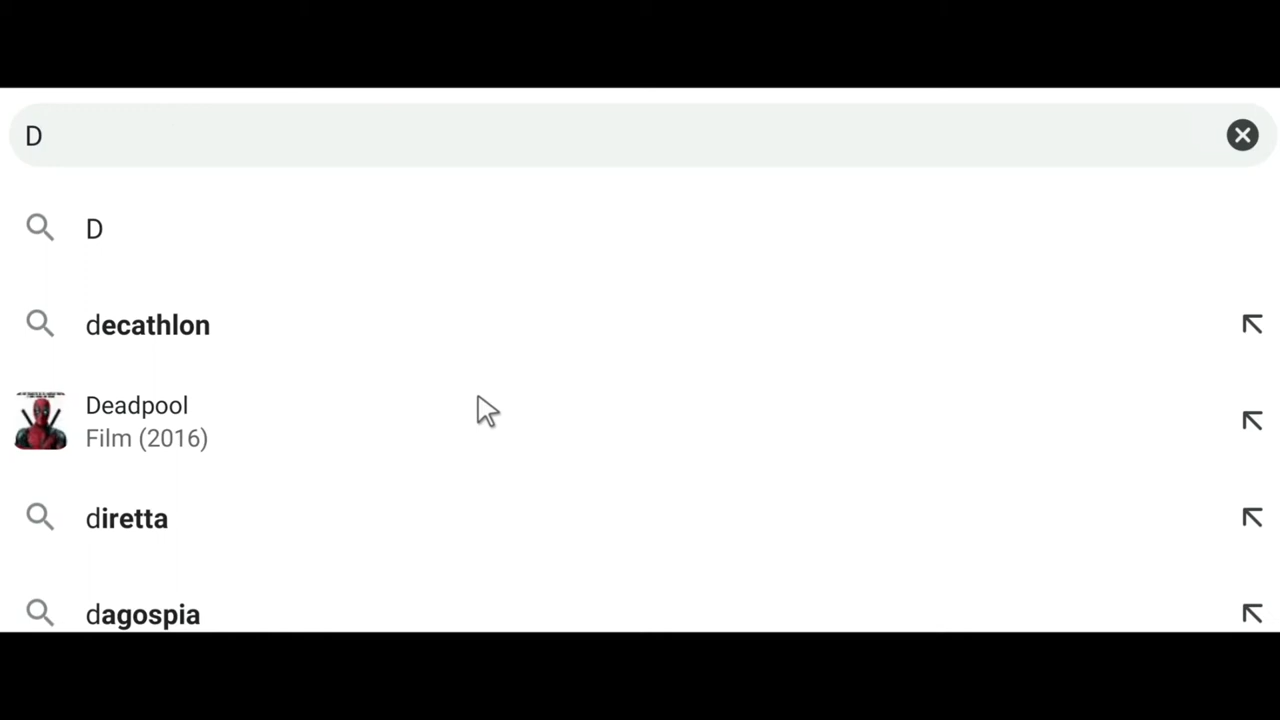 D
D
decathlon
Deadpool
Film (2016)
diretta
dagospia